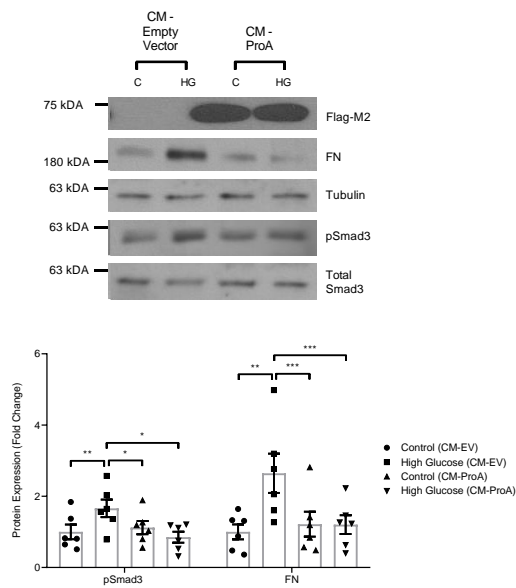 CM - Empty Vector
CM - ProA
C HG C HG
75 kDA
Flag-M2
FN
180 kDA
63 kDA
Tubulin
63 kDA
pSmad3
63 kDA
Total Smad3
Protein Expression (Fold Change)
6
4
2
0
** * * ** *** ***
pSmad3 FN
Control (CM-EV)
High Glucose (CM-EV)
Control (CM-ProA)
High Glucose (CM-ProA)